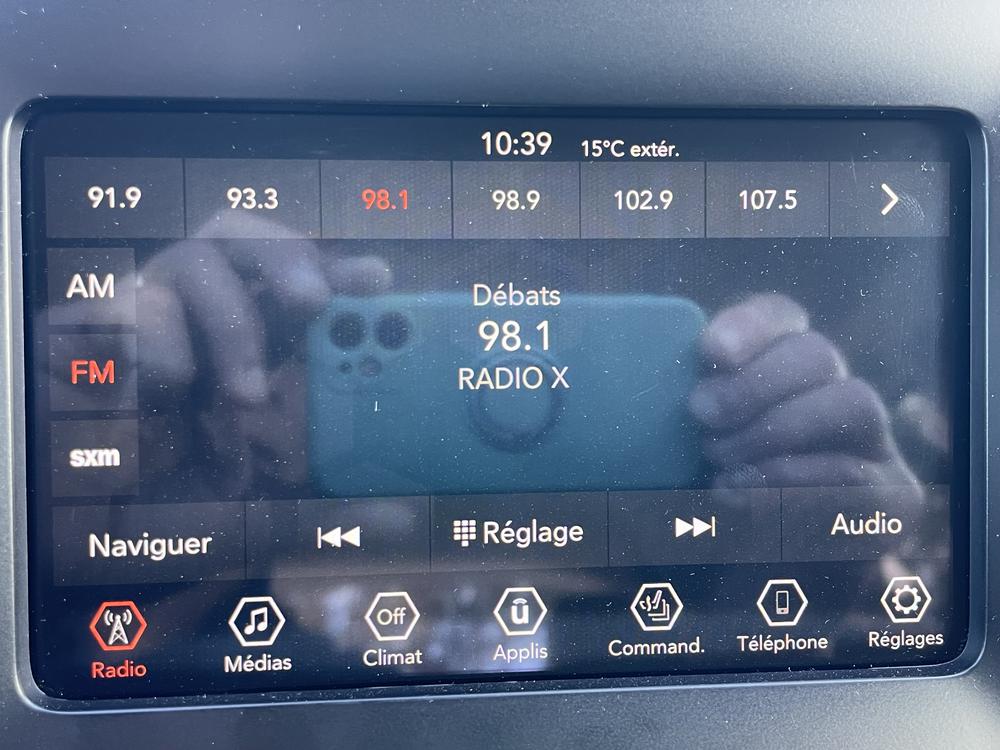 10:39 15°C extér.
91.9 93.3 98.1 98.9 102.9 107.5
AM
Débats
98.1
FM
RADIO X
sxm
Naviguer Réglage Audio
Off ū
Radio Médias Climat Applis Command. Téléphone Réglages